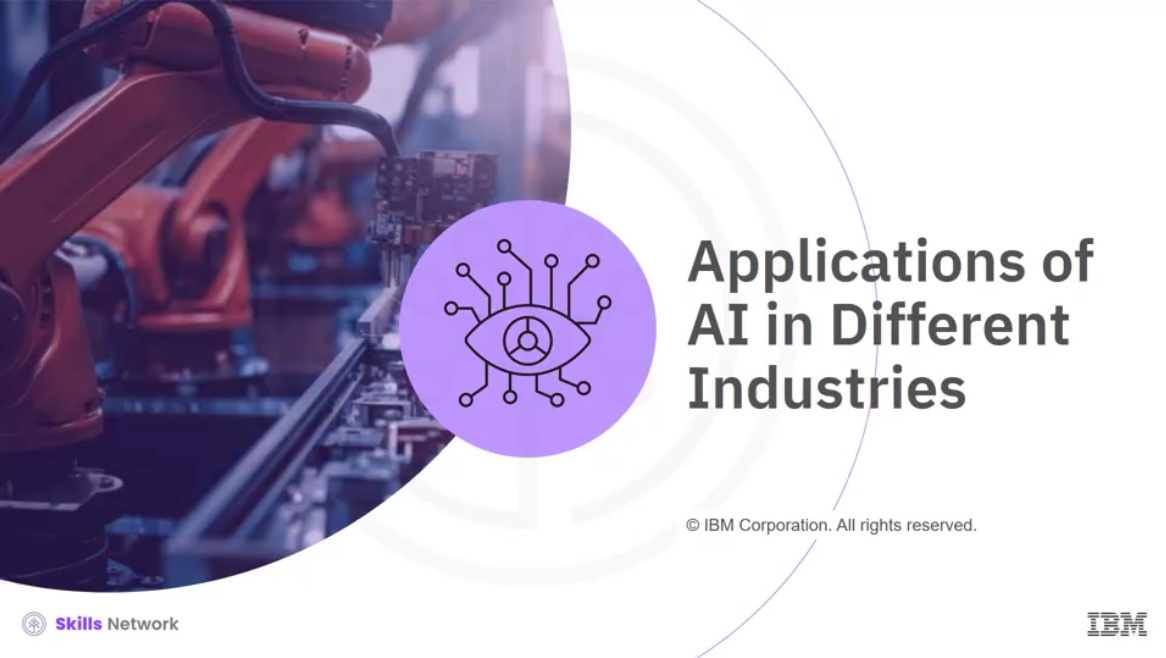 Applications of
AI in Different
Industries
© IBM Corporation. All rights reserved.
Skills Network
IBM